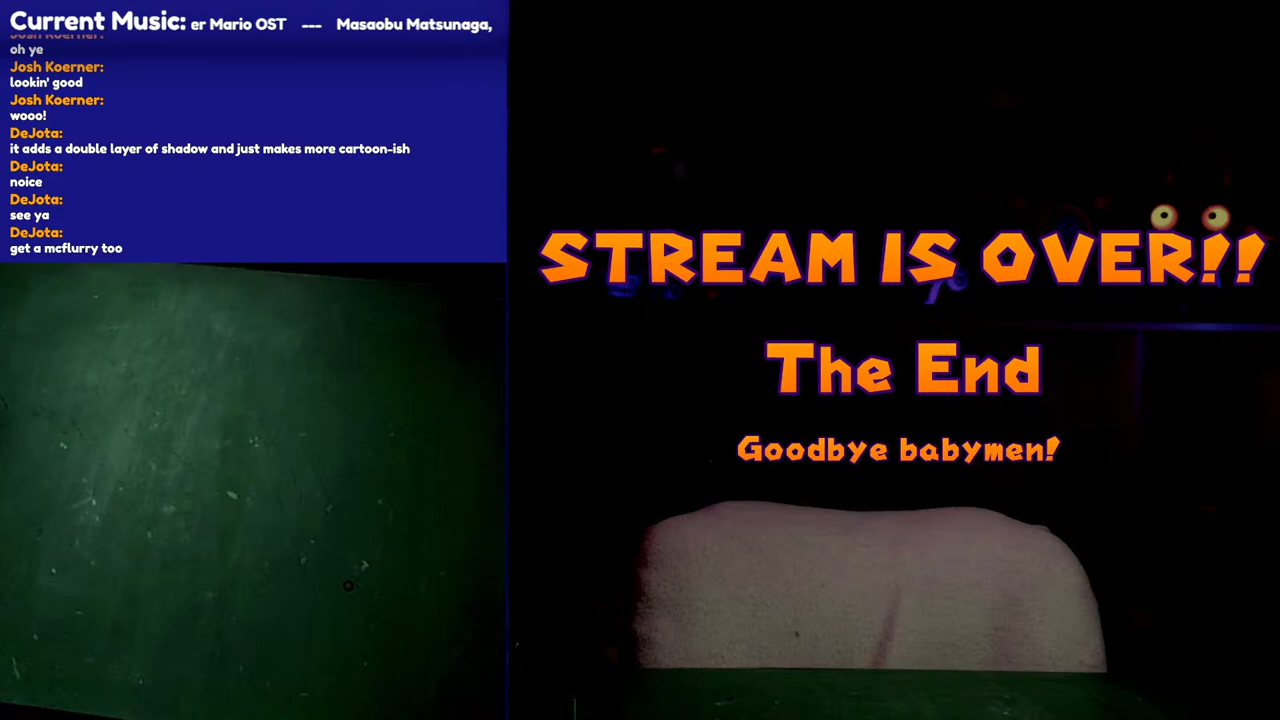 Current Music: er Mario OST --- Masaobu Matsunaga,
Josh Koerner:
oh ye
Josh Koerner:
lookin' good
Josh Koerner:
wooo!
DeJota:
it adds a double layer of shadow and just makes more cartoon-ish
DeJota:
noice
DeJota:
see ya
DeJota:
get a mcflurry too
STREAM IS OVER!!
The End
Goodbye babymen!